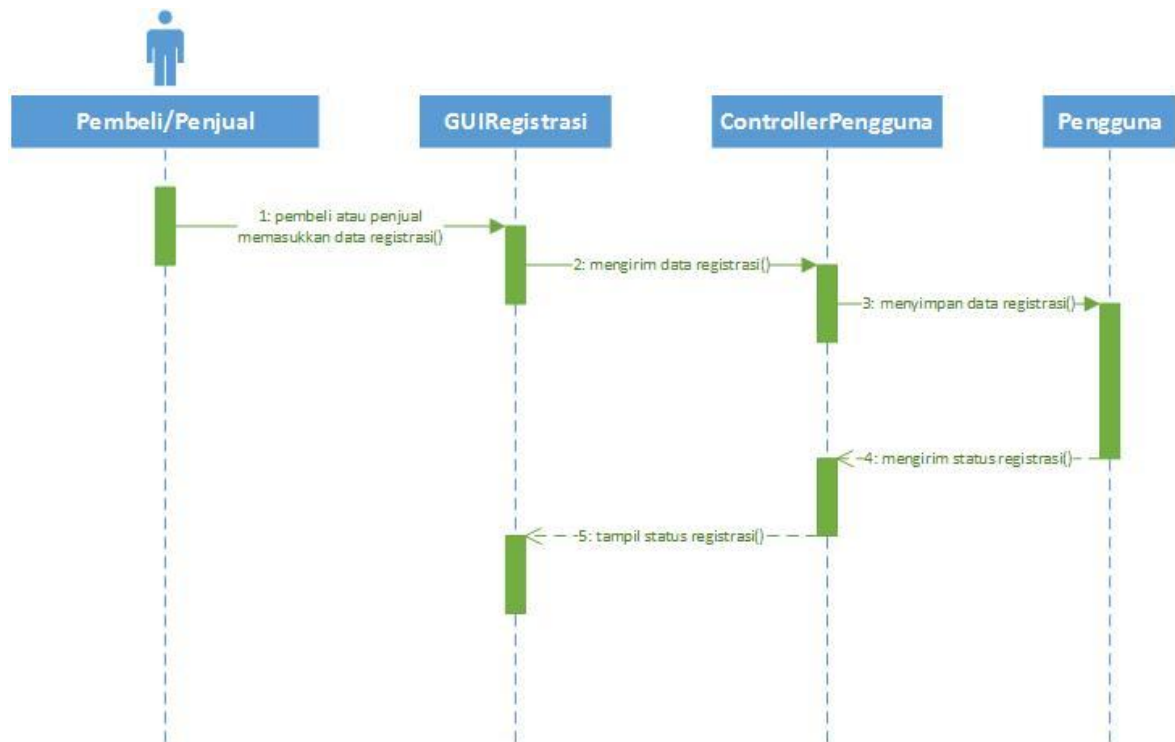 Pembeli/Penjual
GUIRegistrasi
ControllerPengguna
Pengguna
1: pembeli atau penjual
memasukkan data registrasi()
2: mengirim data registrasi()
3: menyimpan data registrasi()
4: mengirim status registrasi()
5: tampil status registrasi()